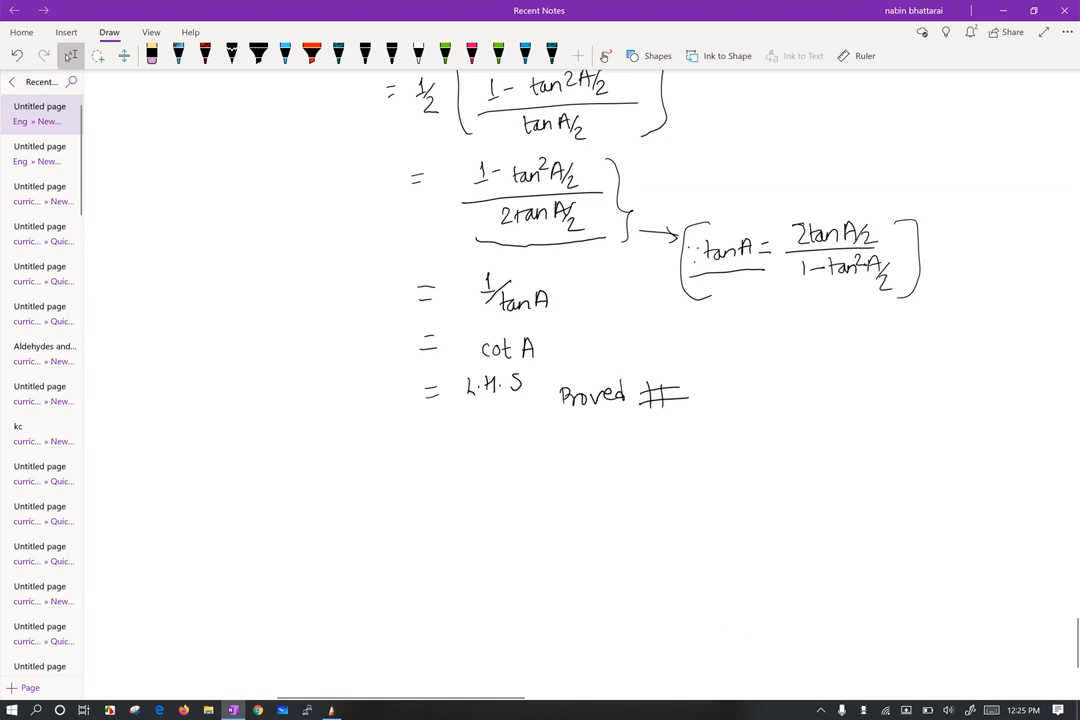 Recent Notes
nabin bhattarai
Home Insert Draw View Help
Share
Shapes
Ink to Shape
Ink to Text
Ruler
Recent...
Untitled page
Eng » New...
Untitled page
Eng » New...
Untitled page
curric... » New...
Untitled page
curric... » Quic...
Untitled page
curric... » Quic...
Untitled page
curric... » Quic...
Aldehydes and...
curric... » New...
Untitled page
curric... » New...
kc
curric... » New...
Untitled page
curric... » Quic...
Untitled page
curric... » Quic...
Untitled page
curric... » Quic...
Untitled page
curric... » New...
Untitled page
curric... » Quic...
Untitled page
+ Page
= 1/2 ( 1 - tan2A/2
tanA/2 )
= 1 - tan²A/2
2tanA/2
[∵ tanA = 2tanA/2
1-tan²A/2 ]
= 1/tanA
= cot A
= L.H.S Proved #
12:25 PM